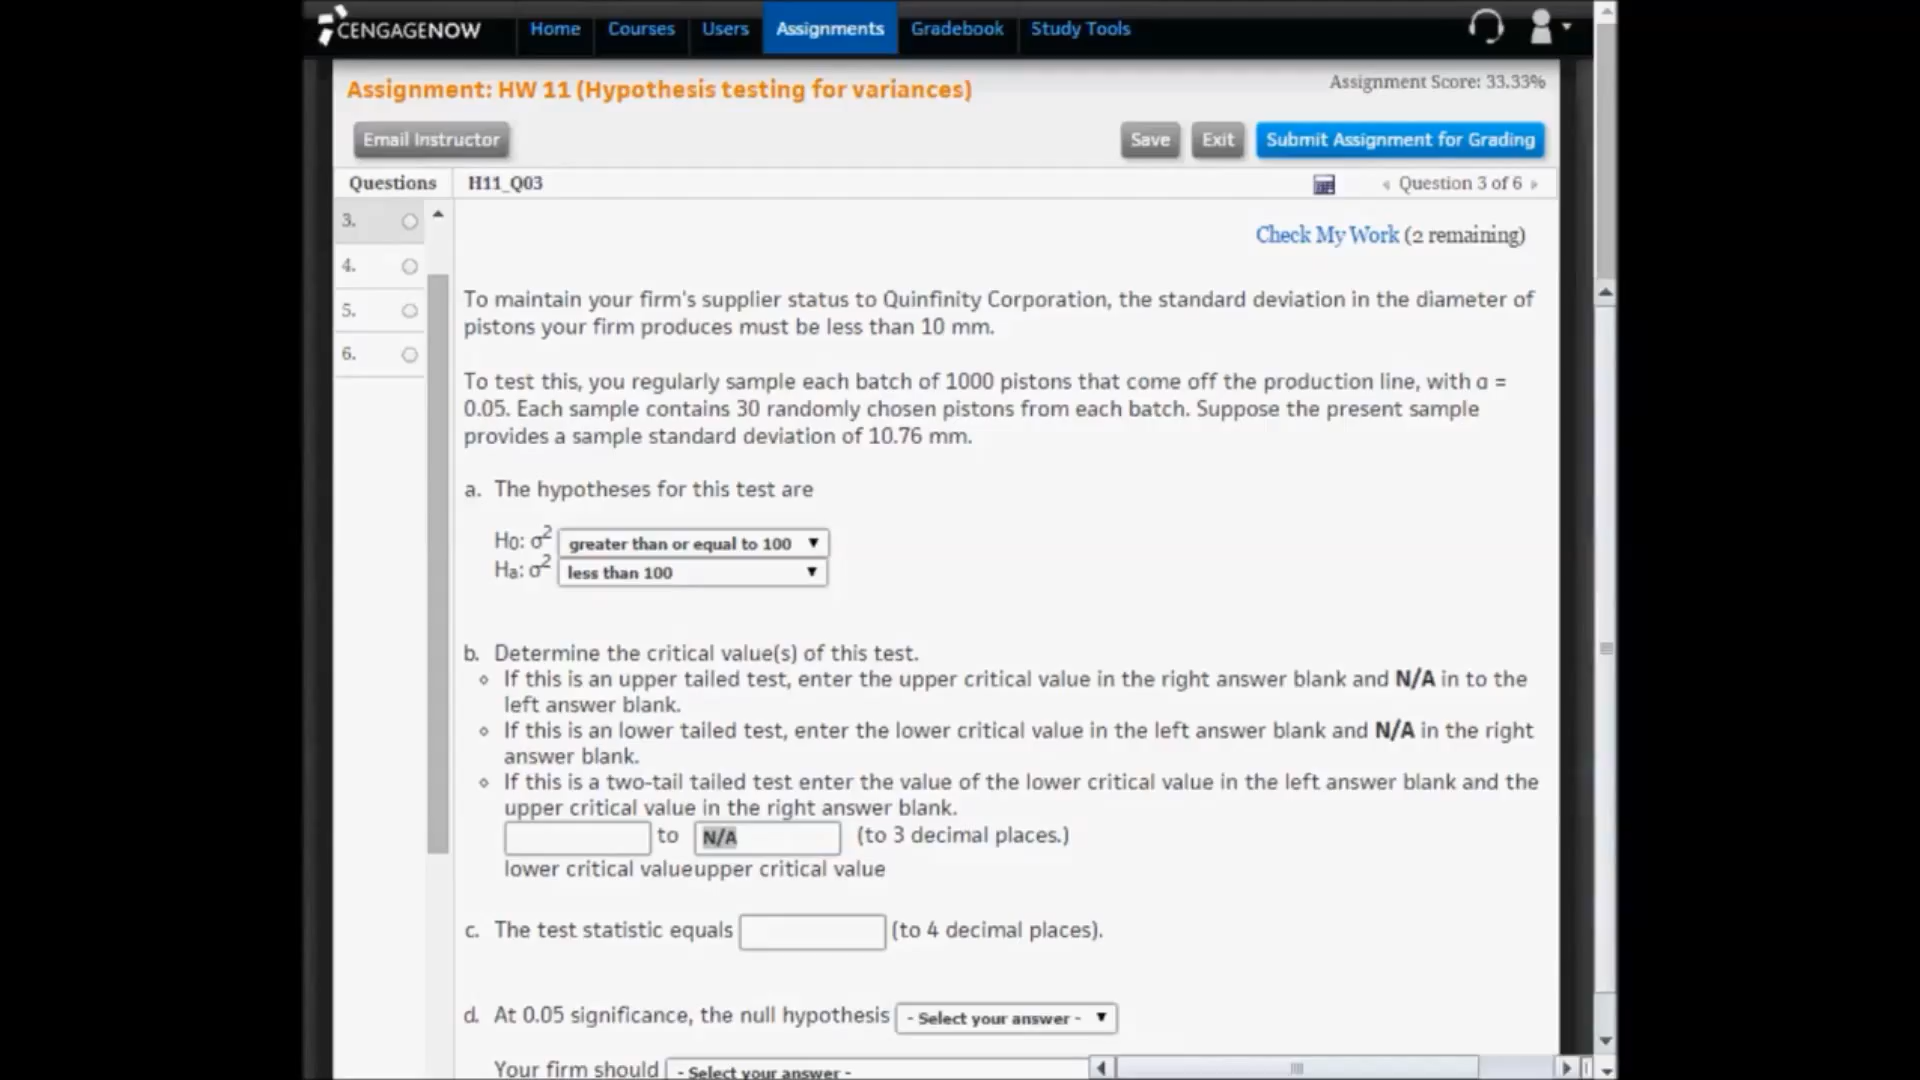 CENGAGENOW Home Courses Users Assignments Gradebook Study Tools
Assignment: HW 11 (Hypothesis testing for variances)
Assignment Score: 33.33%
Email Instructor Save Exit Submit Assignment for Grading
Questions H11_Q03 Question 3 of 6
3.
4.
5.
6.
Check My Work (2 remaining)
To maintain your firm's supplier status to Quinfinity Corporation, the standard deviation in the diameter of
pistons your firm produces must be less than 10 mm.
To test this, you regularly sample each batch of 1000 pistons that come off the production line, with α =
0.05. Each sample contains 30 randomly chosen pistons from each batch. Suppose the present sample
provides a sample standard deviation of 10.76 mm.
a. The hypotheses for this test are
H0: σ² greater than or equal to 100
Ha: σ² less than 100
b. Determine the critical value(s) of this test.
If this is an upper tailed test, enter the upper critical value in the right answer blank and N/A in to the
left answer blank.
If this is an lower tailed test, enter the lower critical value in the left answer blank and N/A in the right
answer blank.
If this is a two-tail tailed test enter the value of the lower critical value in the left answer blank and the
upper critical value in the right answer blank.
to N/A (to 3 decimal places.)
lower critical valueupper critical value
c. The test statistic equals (to 4 decimal places).
d. At 0.05 significance, the null hypothesis - Select your answer -
Your firm should - Select your answer -